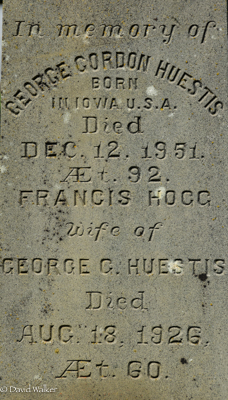 In memory of
GEORGE GORDON HUESTIS
BORN
IN IOWA U.S.A.
Died
DEC. 12. 1951.
Æt. 92.
FRANCIS HOGG
Wife of
GEORGE G. HUESTIS
Died
AUG. 18, 1926.
Æt. 60.
© David Walker